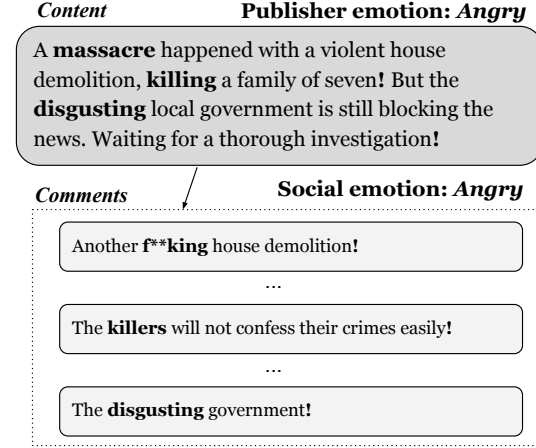 Content Publisher emotion: Angry
A massacre happened with a violent house
demolition, killing a family of seven! But the
disgusting local government is still blocking the
news. Waiting for a thorough investigation!
Comments Social emotion: Angry
Another f**king house demolition!
...
The killers will not confess their crimes easily!
...
The disgusting government!